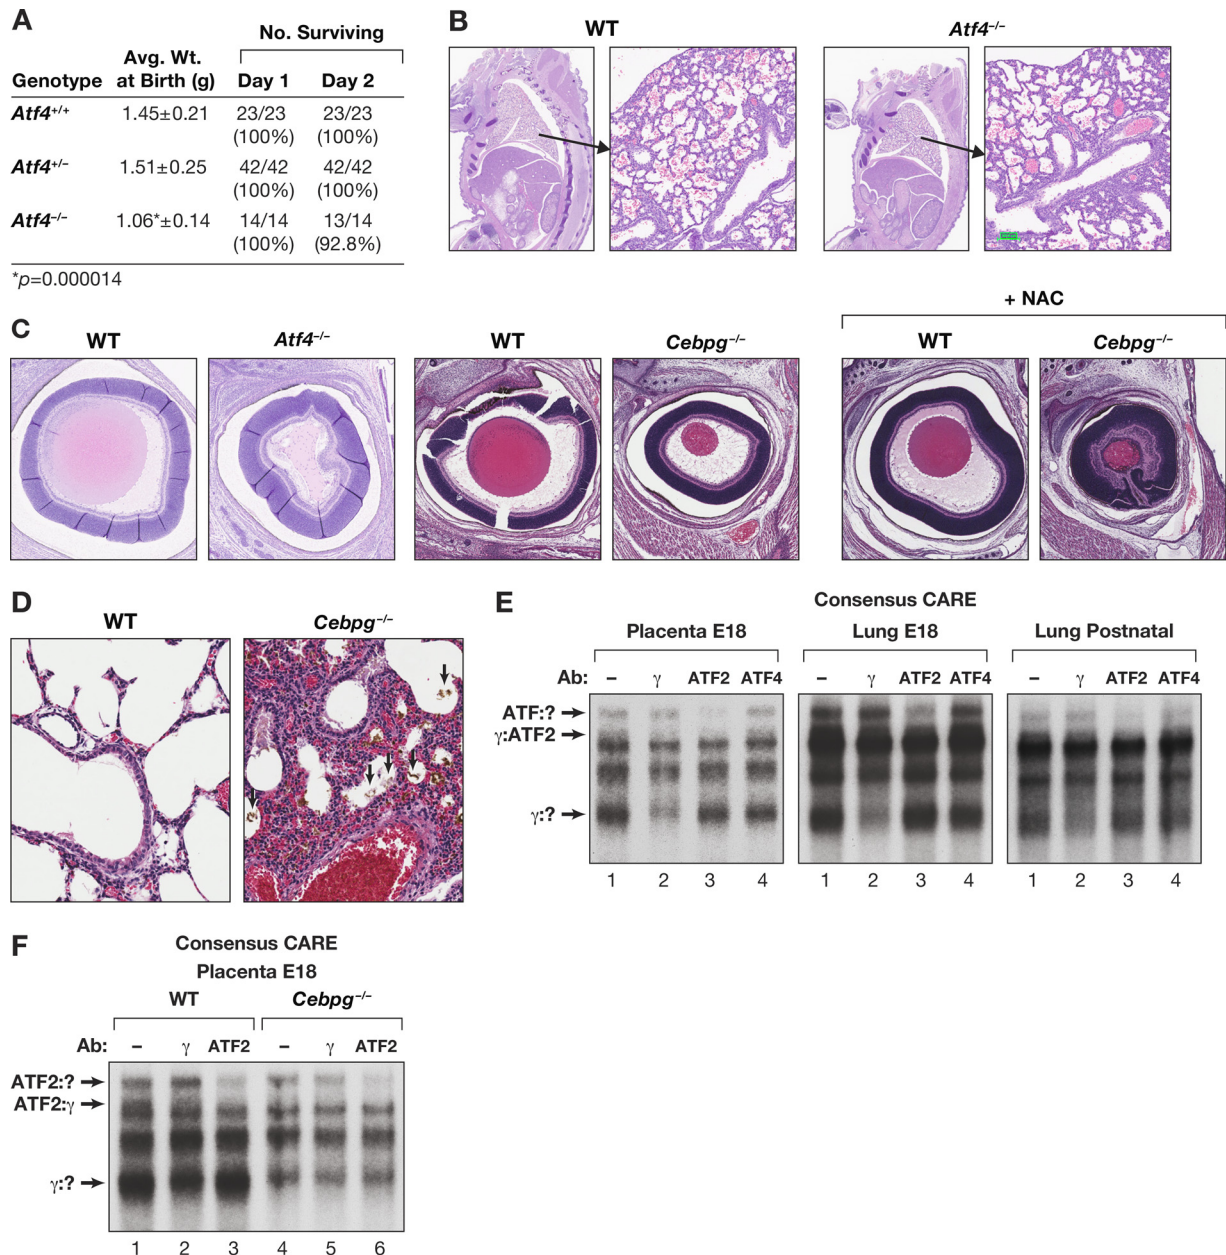 A
No. Surviving
Avg. Wt.
Genotype at Birth (g) Day 1 Day 2
Atf4+/+ 1.45±0.21 23/23 23/23
(100%) (100%)
Atf4+/− 1.51±0.25 42/42 42/42
(100%) (100%)
Atf4−/− 1.06*±0.14 14/14 13/14
(100%) (92.8%)
*p=0.000014
B
WT Atf4−/−
C
+ NAC
WT Atf4−/− WT Cebpg−/− WT Cebpg−/−
D
WT Cebpg−/−
E
Consensus CARE
Placenta E18 Lung E18 Lung Postnatal
Ab: – γ ATF2 ATF4 – γ ATF2 ATF4 – γ ATF2 ATF4
ATF:?
γ:ATF2
γ:?
1 2 3 4 1 2 3 4 1 2 3 4
F
Consensus CARE
Placenta E18
WT Cebpg−/−
Ab: – γ ATF2 – γ ATF2
ATF2:?
ATF2:γ
γ:?
1 2 3 4 5 6